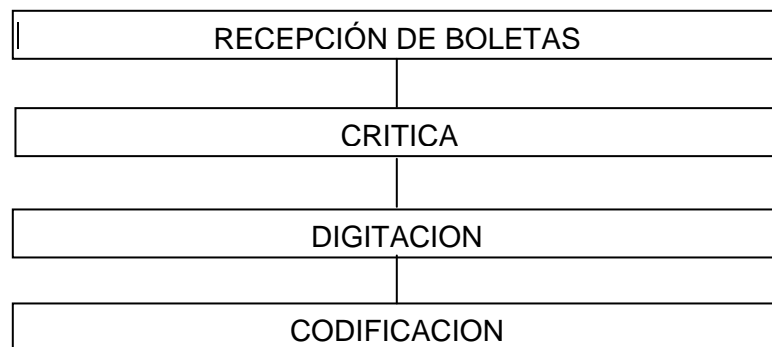 RECEPCIÓN DE BOLETAS
CRITICA
DIGITACION
CODIFICACION